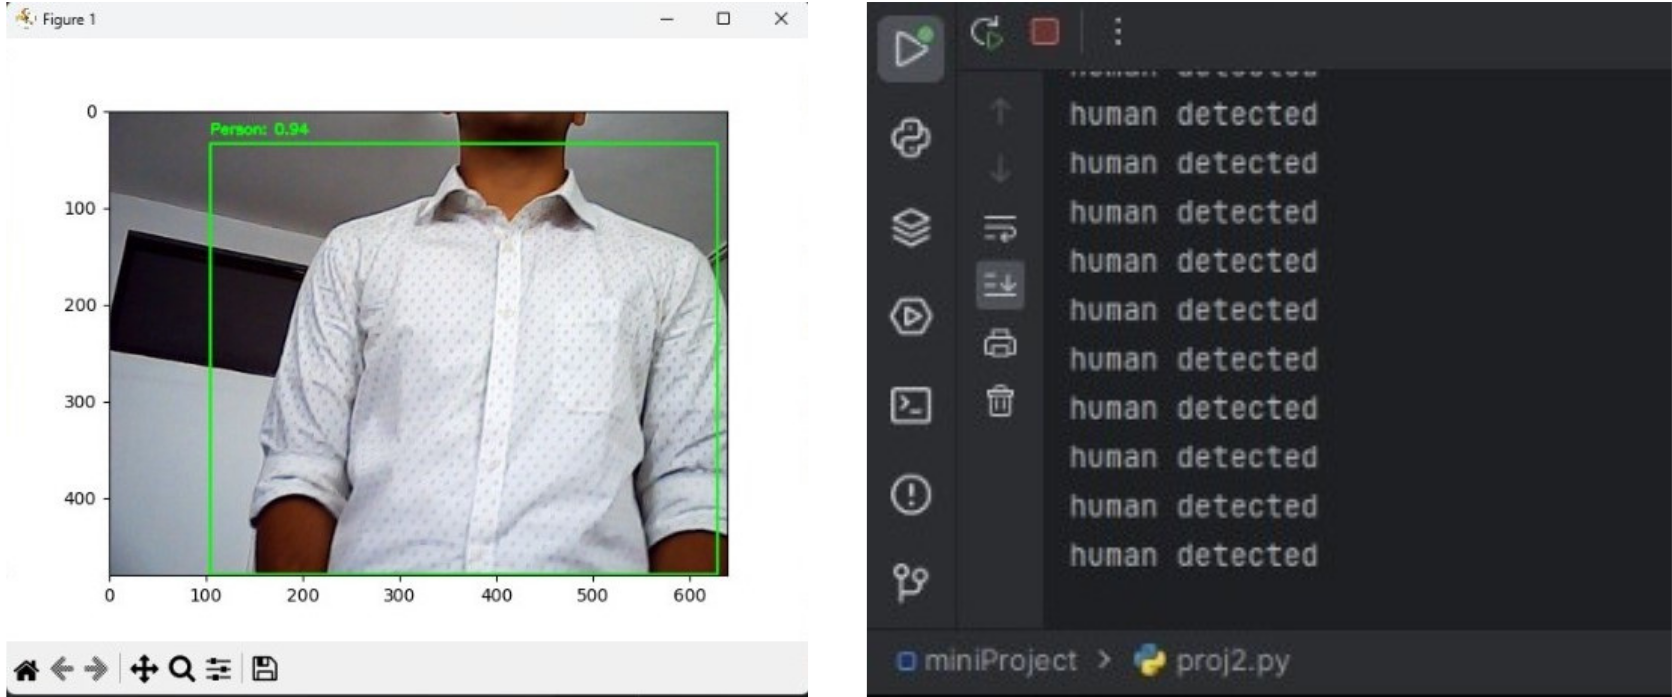 Figure 1
0
Person: 0.94
100
200
300
400
0 100 200 300 400 500 600
human detected
human detected
human detected
human detected
human detected
human detected
human detected
human detected
human detected
human detected
human detected
miniProject > proj2.py